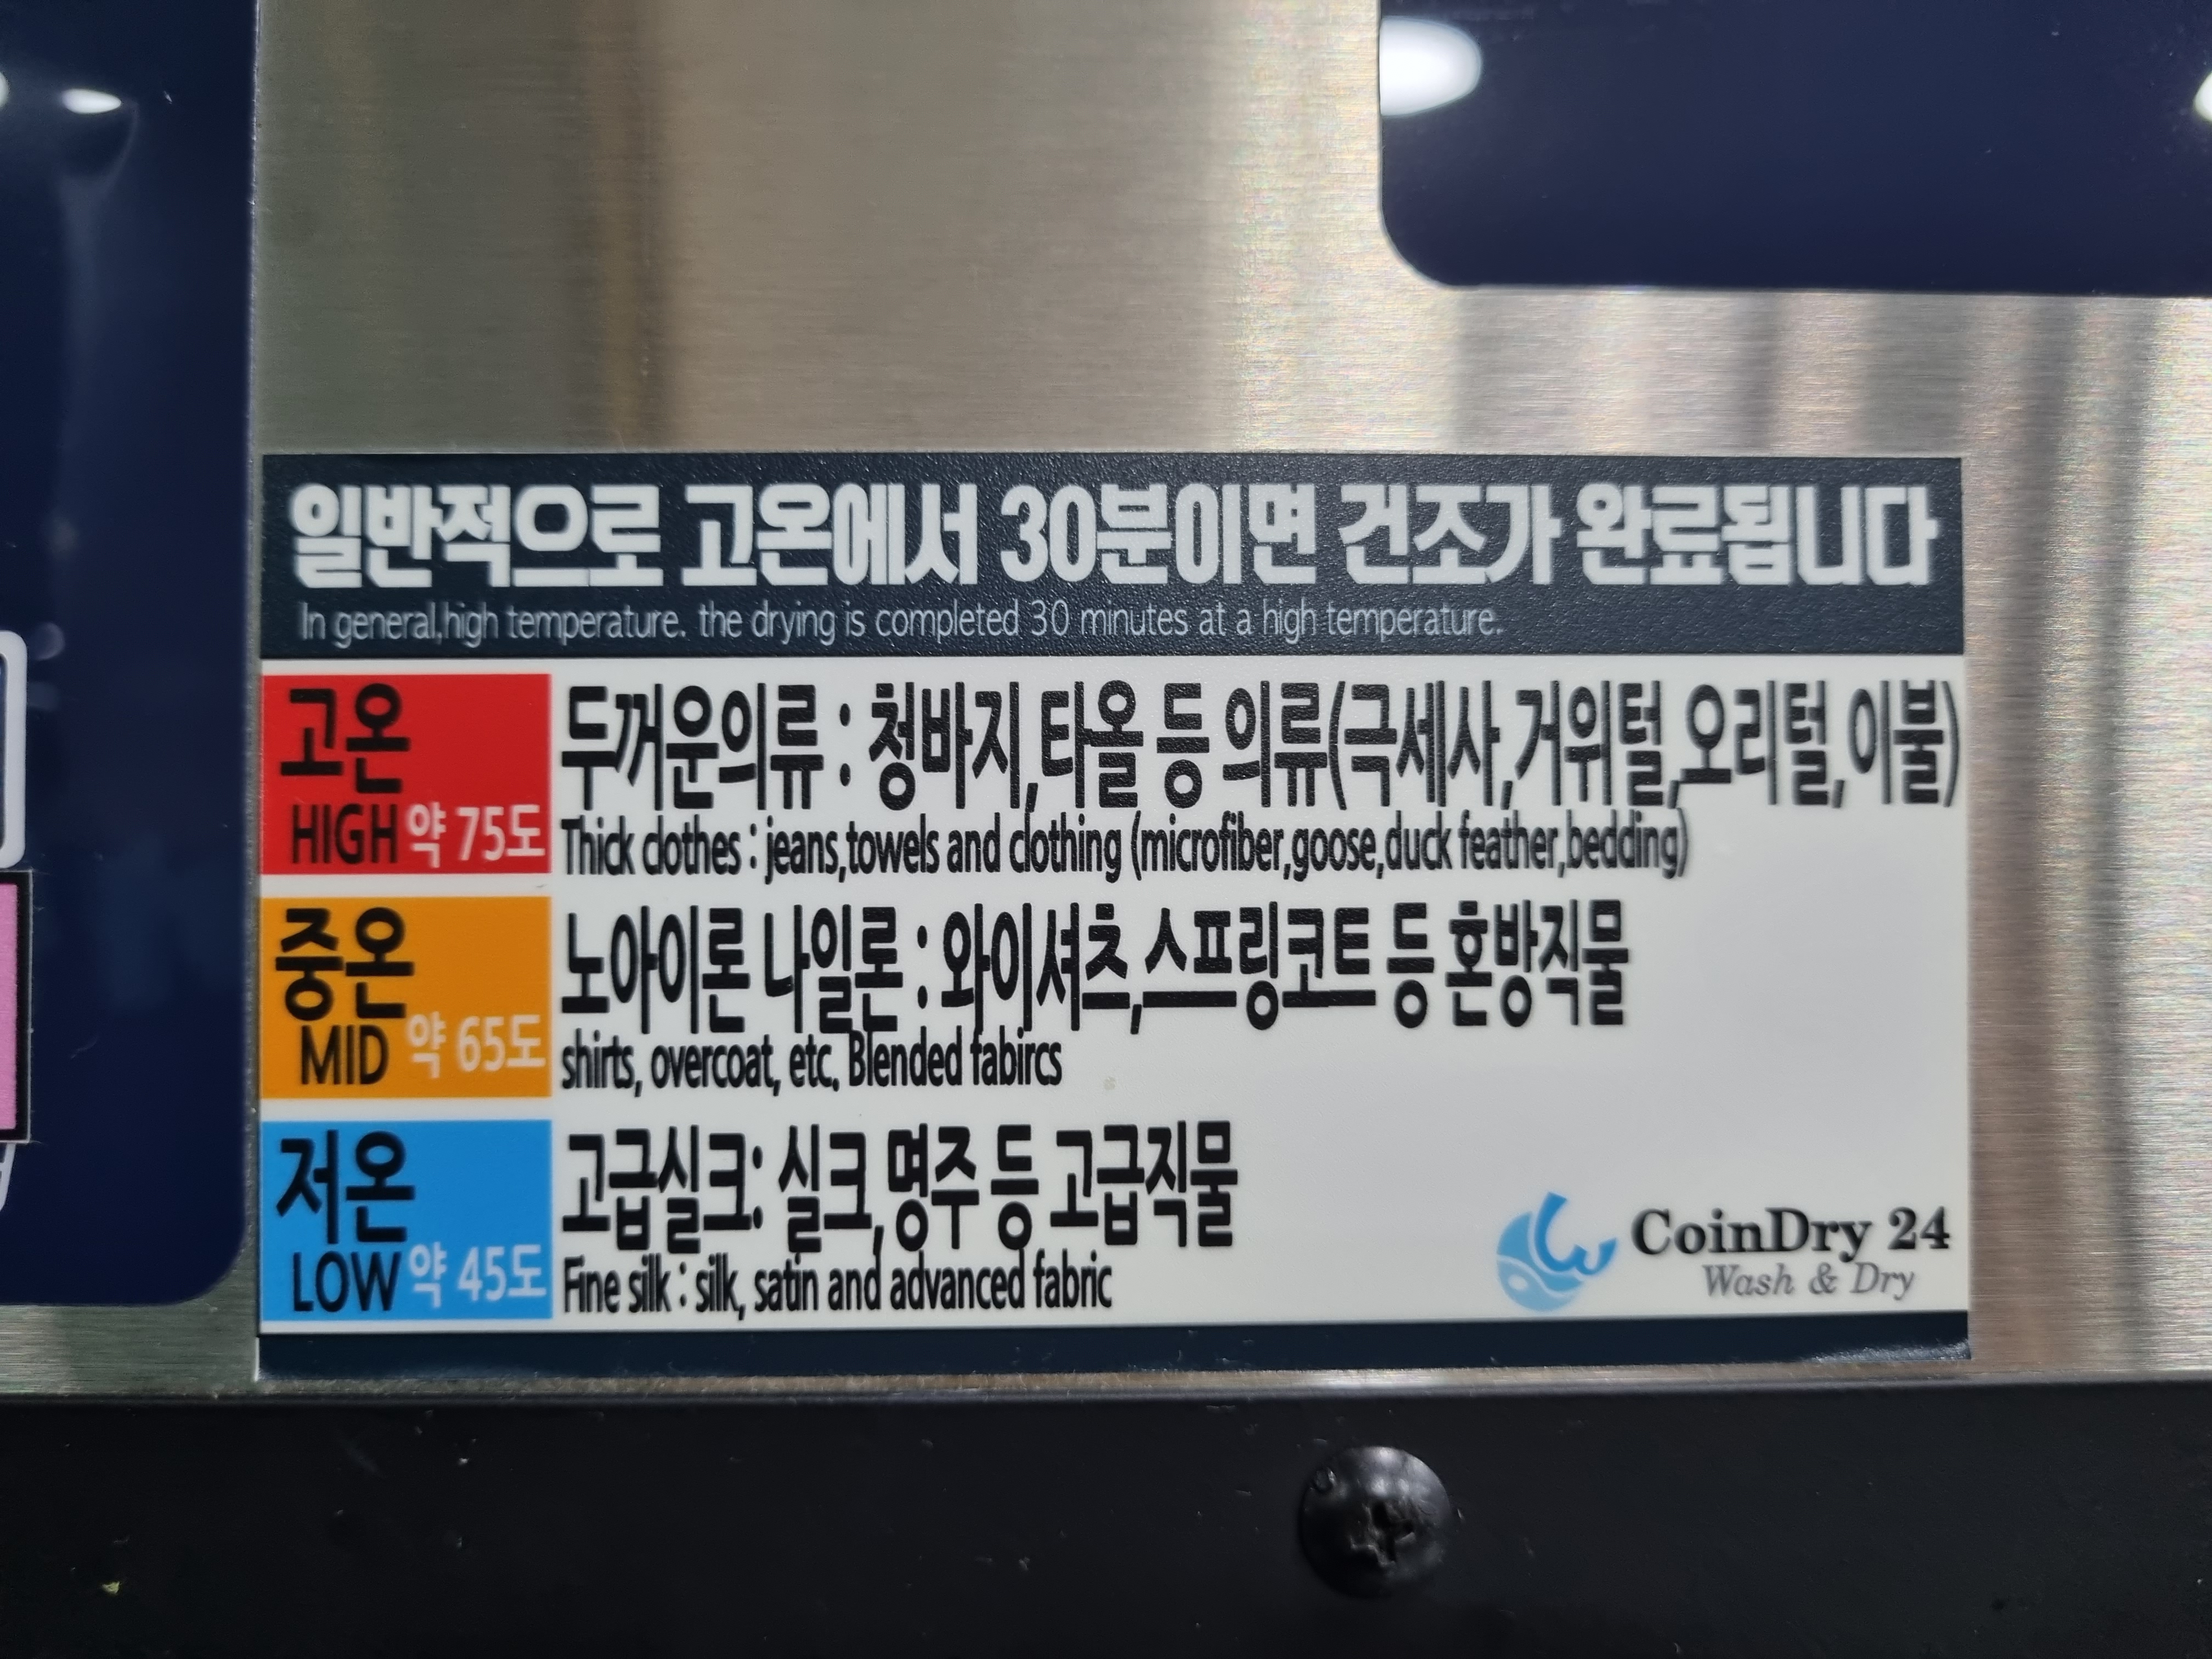 일반적으로 고온에서 30분이면 건조가 완료됩니다
In general,high temperature. the drying is completed 30 minutes at a high temperature.
고온
HIGH 약 75도
두꺼운의류 : 청바지,타올 등 의류(극세사,거위털,오리털,이불)
Thick clothes : jeans,towels and clothing (microfiber,goose,duck feather,bedding)
중온
MID 약 65도
노아이론 나일론 : 와이셔츠,스프링코트 등 혼방직물
shirts, overcoat, etc. Blended fabircs
저온
LOW 약 45도
고급실크: 실크,명주 등 고급직물
Fine silk : silk, satin and advanced fabric
CoinDry 24
Wash & Dry